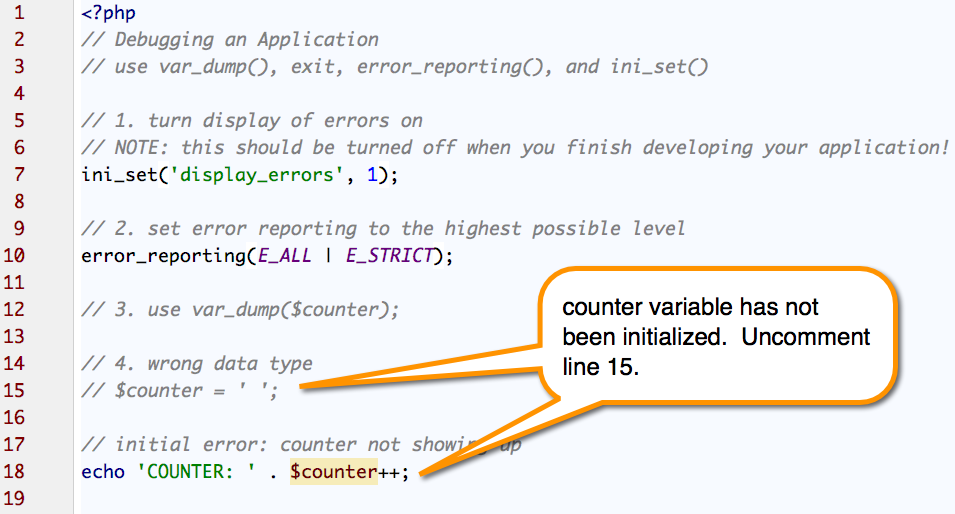 1 <?php
2 // Debugging an Application
3 // use var_dump(), exit, error_reporting(), and ini_set()
4
5 // 1. turn display of errors on
6 // NOTE: this should be turned off when you finish developing your application!
7 ini_set('display_errors', 1);
8
9 // 2. set error reporting to the highest possible level
10 error_reporting(E_ALL | E_STRICT);
11
12 // 3. use var_dump($counter);
13
14 // 4. wrong data type
15 // $counter = ' ';
16
17 // initial error: counter not showing up
18 echo 'COUNTER: ' . $counter++;
19
counter variable has not
been initialized.  Uncomment
line 15.